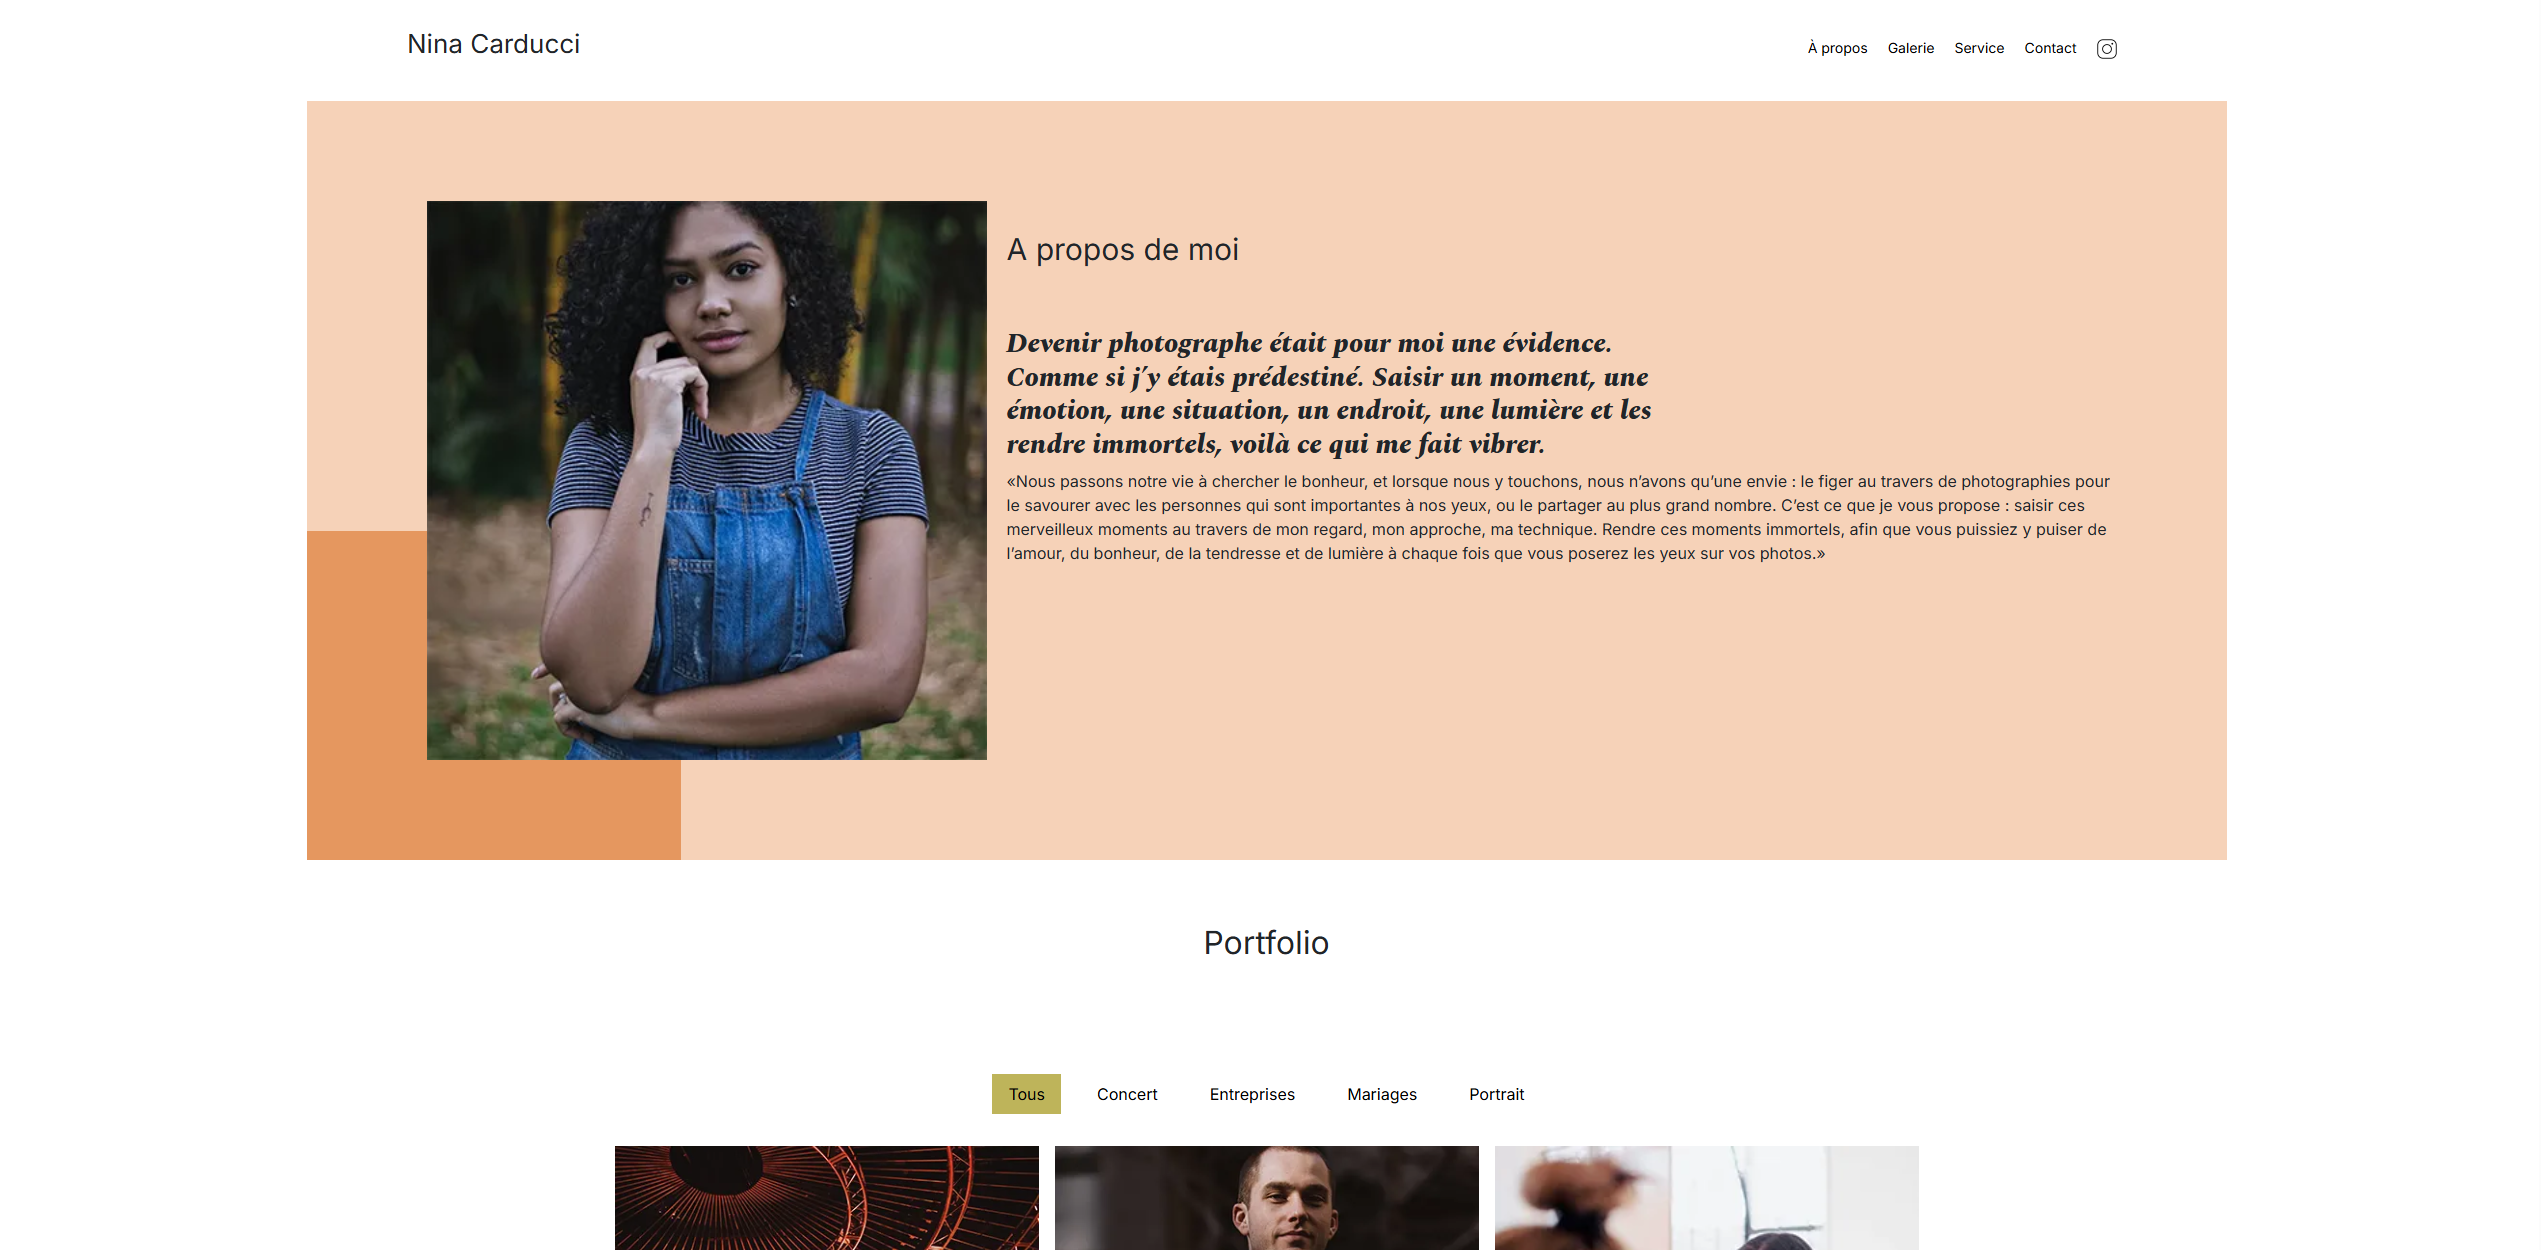 Nina Carducci
À propos Galerie Service Contact
A propos de moi
Devenir photographe était pour moi une évidence.
Comme si j’y étais prédestiné. Saisir un moment, une
émotion, une situation, un endroit, une lumière et les
rendre immortels, voilà ce qui me fait vibrer.
«Nous passons notre vie à chercher le bonheur, et lorsque nous y touchons, nous n’avons qu’une envie : le figer au travers de photographies pour
le savourer avec les personnes qui sont importantes à nos yeux, ou le partager au plus grand nombre. C’est ce que je vous propose : saisir ces
merveilleux moments au travers de mon regard, mon approche, ma technique. Rendre ces moments immortels, afin que vous puissiez y puiser de
l’amour, du bonheur, de la tendresse et de lumière à chaque fois que vous poserez les yeux sur vos photos.»
Portfolio
Tous Concert Entreprises Mariages Portrait